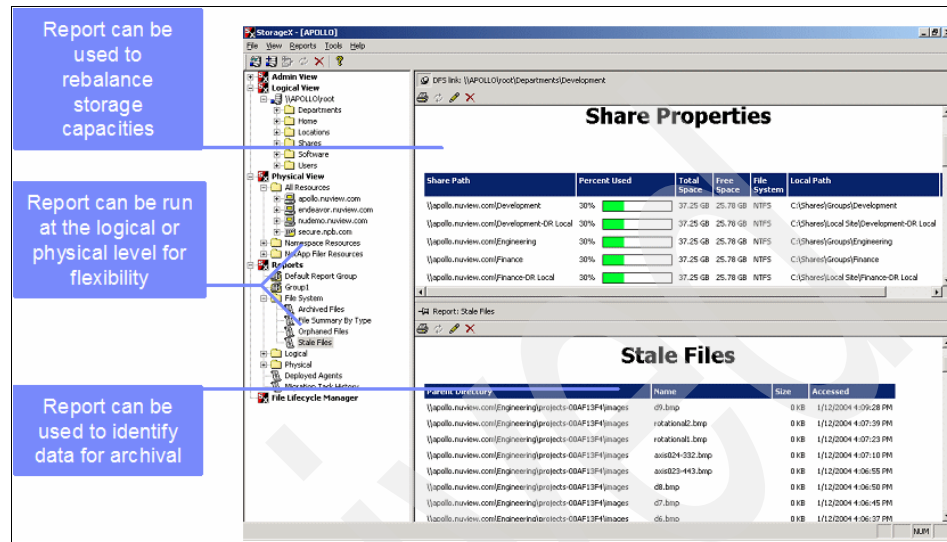 Report can be
used to
rebalance
storage
capacities
Report can be run
at the logical or
physical level for
flexibility
Report can be
used to identify
data for archival
StorageX - [APOLLO]
File View Reports Tools Help
Admin View
Logical View
\\APOLLO\root
Departments
Home
Locations
Shares
Software
Users
Physical View
All Resources
apollo.nuview.com
endeavor.nuview.com
nudemo.nuview.com
secure.npb.com
Namespace Resources
NetApp Filer Resources
Reports
Default Report Group
Group1
File System
Archived Files
File Summary By Type
Orphaned Files
Stale Files
Logical
Physical
Deployed Agents
Migration Task History
File Lifecycle Manager
DFS link: \\APOLLO\root\Departments\Development
Share Properties
Share Path Percent Used Total Space Free Space File System Local Path
\\apollo.nuview.com\Development 30% 37.25 GB 25.78 GB NTFS C:\Shares\Groups\Development
\\apollo.nuview.com\Development-DR Local 30% 37.25 GB 25.78 GB NTFS C:\Shares\Local Site\Development-DR Local
\\apollo.nuview.com\Engineering 30% 37.25 GB 25.78 GB NTFS C:\Shares\Groups\Engineering
\\apollo.nuview.com\Finance 30% 37.25 GB 25.78 GB NTFS C:\Shares\Groups\Finance
\\apollo.nuview.com\Finance-DR Local 30% 37.25 GB 25.78 GB NTFS C:\Shares\Local Site\Finance-DR Local
Report: Stale Files
Stale Files
Parent Directory Name Size Accessed
\\apollo.nuview.com\Engineering\projects-00AF13F4\images d9.bmp 0 KB 1/12/2004 4:09:28 PM
\\apollo.nuview.com\Engineering\projects-00AF13F4\images rotational2.bmp 0 KB 1/12/2004 4:07:39 PM
\\apollo.nuview.com\Engineering\projects-00AF13F4\images rotational1.bmp 0 KB 1/12/2004 4:07:23 PM
\\apollo.nuview.com\Engineering\projects-00AF13F4\images axis024-332.bmp 0 KB 1/12/2004 4:07:10 PM
\\apollo.nuview.com\Engineering\projects-00AF13F4\images axis023-443.bmp 0 KB 1/12/2004 4:06:55 PM
\\apollo.nuview.com\Engineering\projects-00AF13F4\images d8.bmp 0 KB 1/12/2004 4:06:50 PM
\\apollo.nuview.com\Engineering\projects-00AF13F4\images d7.bmp 0 KB 1/12/2004 4:06:45 PM
\\apollo.nuview.com\Engineering\projects-00AF13F4\images d6.bmp 0 KB 1/12/2004 4:06:37 PM
NUM